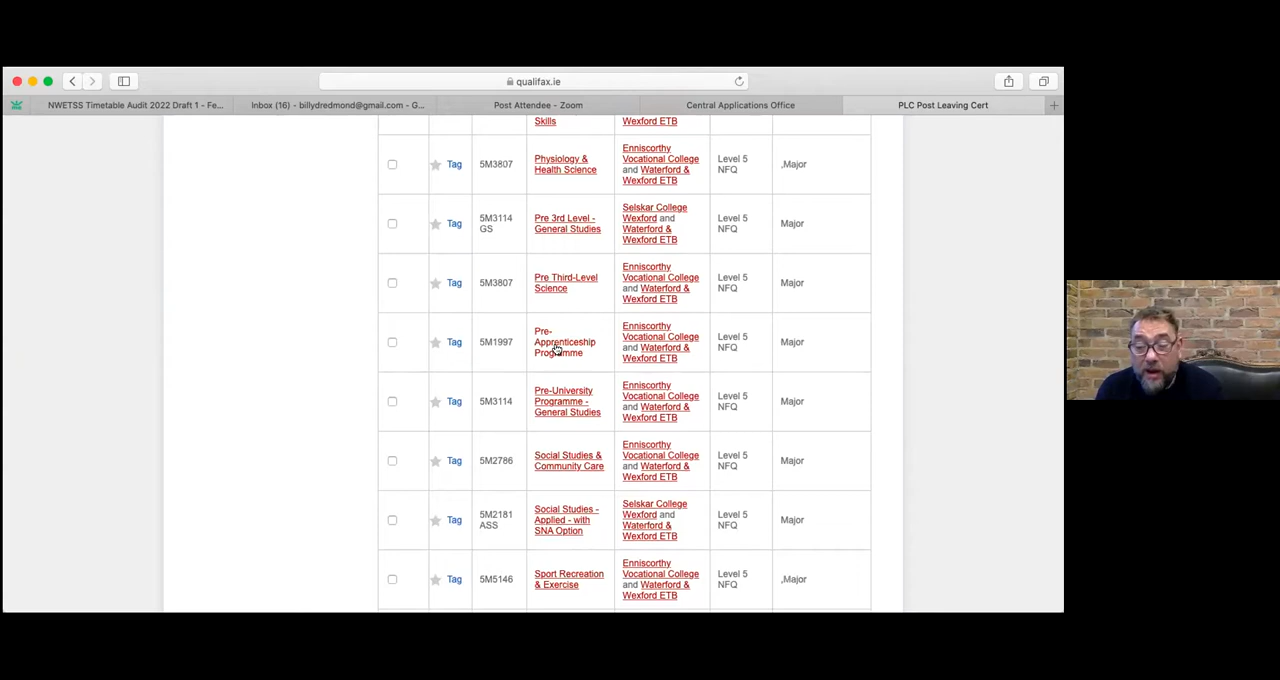 qualifax.ie
NWETSS Timetable Audit 2022 Draft 1 - Fe...
Inbox (16) - billydredmond@gmail.com - G...
Post Attendee - Zoom
Central Applications Office
PLC Post Leaving Cert
Skills
Wexford ETB
Tag
5M3807
Physiology &
Health Science
Enniscorthy
Vocational College
and Waterford &
Wexford ETB
Level 5
NFQ
,Major
Tag
5M3114
GS
Pre 3rd Level -
General Studies
Selskar College
Wexford and
Waterford &
Wexford ETB
Level 5
NFQ
Major
Tag
5M3807
Pre Third-Level
Science
Enniscorthy
Vocational College
and Waterford &
Wexford ETB
Level 5
NFQ
Major
Tag
5M1997
Pre-
Apprenticeship
Programme
Enniscorthy
Vocational College
and Waterford &
Wexford ETB
Level 5
NFQ
Major
Tag
5M3114
Pre-University
Programme -
General Studies
Enniscorthy
Vocational College
and Waterford &
Wexford ETB
Level 5
NFQ
Major
Tag
5M2786
Social Studies &
Community Care
Enniscorthy
Vocational College
and Waterford &
Wexford ETB
Level 5
NFQ
Major
Tag
5M2181
ASS
Social Studies -
Applied - with
SNA Option
Selskar College
Wexford and
Waterford &
Wexford ETB
Level 5
NFQ
Major
Tag
5M5146
Sport Recreation
& Exercise
Enniscorthy
Vocational College
and Waterford &
Wexford ETB
Level 5
NFQ
,Major